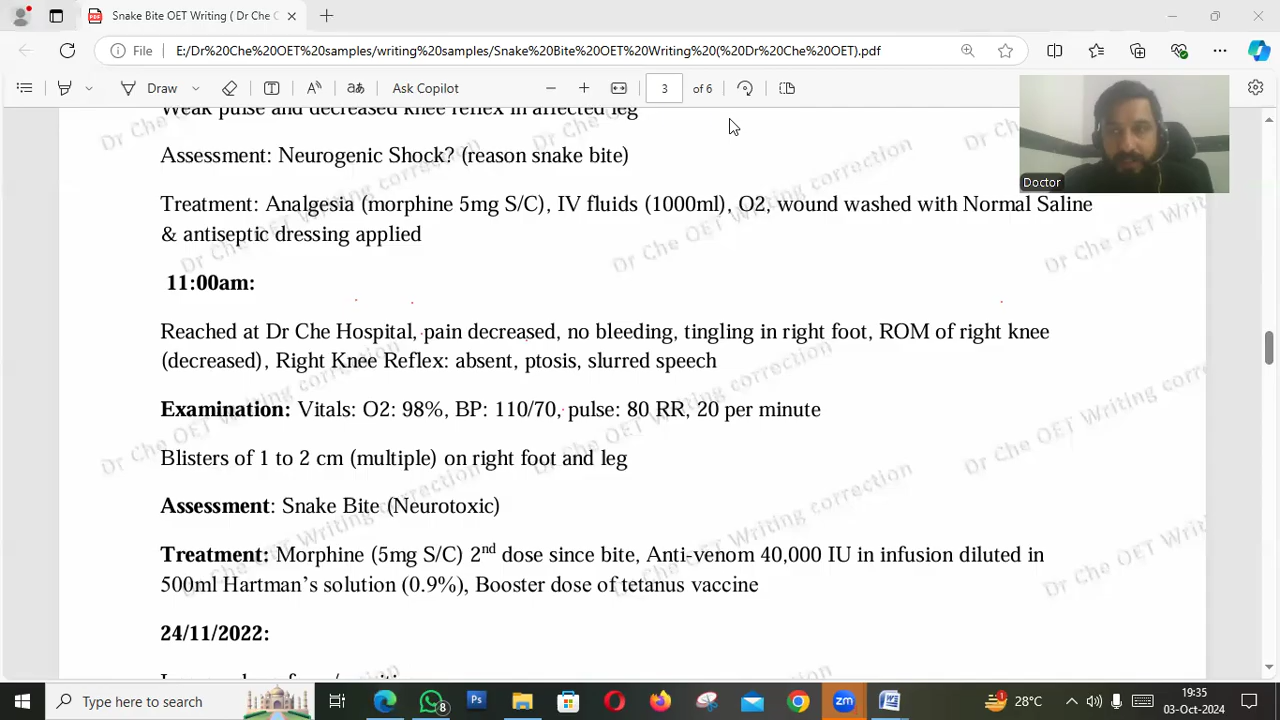 Snake Bite OET Writing ( Dr Che C
File
E:/Dr%20Che%20OET%20samples/writing%20samples/Snake%20Bite%20OET%20Writing%20(%20Dr%20Che%20OET).pdf
Draw
Ask Copilot
3 of 6
Doctor
Weak pulse and decreased knee reflex in affected leg
Assessment: Neurogenic Shock? (reason snake bite)
Treatment: Analgesia (morphine 5mg S/C), IV fluids (1000ml), O2, wound washed with Normal Saline
& antiseptic dressing applied
11:00am:
Reached at Dr Che Hospital, pain decreased, no bleeding, tingling in right foot, ROM of right knee
(decreased), Right Knee Reflex: absent, ptosis, slurred speech
Examination: Vitals: O2: 98%, BP: 110/70, pulse: 80 RR, 20 per minute
Blisters of 1 to 2 cm (multiple) on right foot and leg
Assessment: Snake Bite (Neurotoxic)
Treatment: Morphine (5mg S/C) 2nd dose since bite, Anti-venom 40,000 IU in infusion diluted in
500ml Hartman's solution (0.9%), Booster dose of tetanus vaccine
24/11/2022:
Dr Che OET Writing correction
Type here to search
8
zm
1
28°C
19:35
03-Oct-2024